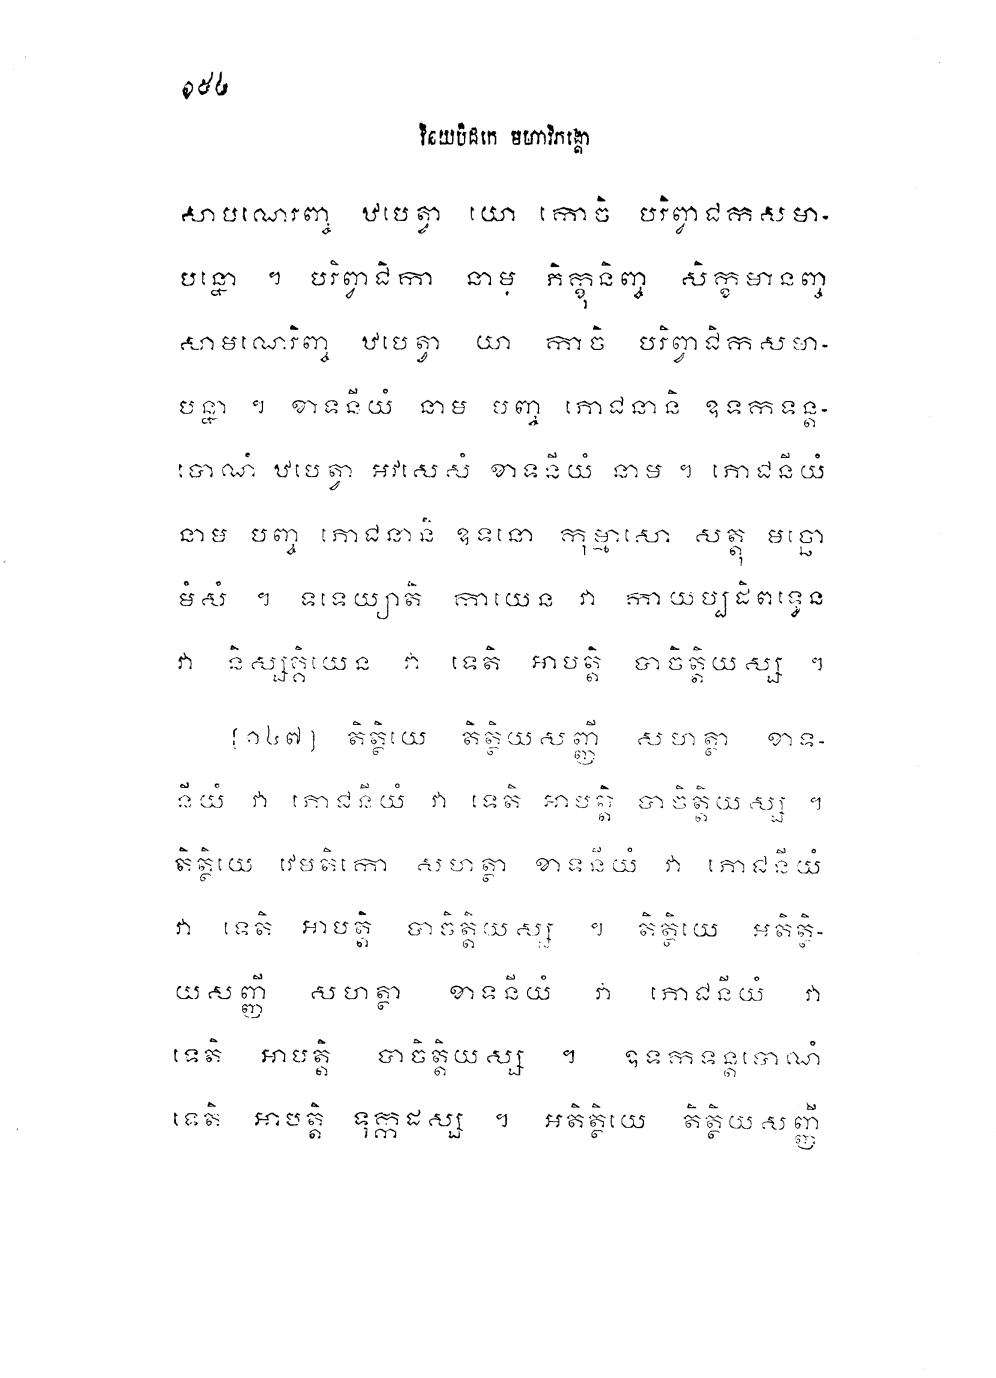 ១៥៤
វិនយបិដកេ មហាវិភង្គោ
សាមណេរញ្ច ឋបេត្វា យោ កោចិ បរិព្វាជកសមា-
បន្នោ ។ បរិព្វាជិកា នាម ភិក្ខុនិញ្ច សិក្ខមានញ្ច
សាមណេរិញ្ច ឋបេត្វា យា កាចិ បរិព្វាជិកសមា-
បន្នា ។ ខាទនីយំ នាម បញ្ច ភោជនានិ ឧទកទន្ត-
បោណំ ឋបេត្វា អវសេសំ ខាទនីយំ នាម ។ ភោជនីយំ
នាម បញ្ច ភោជនានិ ឧទនោ កុម្មាសោ សត្តុ មច្ឆោ
មំសំ ។ ទទេយ្យាតិ កាយេន វា កាយប្បដិពទ្ធេន
វា និស្សគ្គិយេន វា ទេតិ អាបត្តិ បាចិត្តិយស្ស ។
[១៤៧] តិត្ថិយេ តិត្ថិយសញ្ញី សហត្ថា ខាទ-
នីយំ វា ភោជនីយំ វា ទេតិ អាបត្តិ បាចិត្តិយស្ស ។
តិត្ថិយេ វេមតិកោ សហត្ថា ខាទនីយំ វា ភោជនីយំ
វា ទេតិ អាបត្តិ បាចិត្តិយស្ស ។ តិត្ថិយេ អតិត្ថិ-
យសញ្ញី សហត្ថា ខាទនីយំ វា ភោជនីយំ វា
ទេតិ អាបត្តិ បាចិត្តិយស្ស ។ ឧទកទន្តបោណំ
ទេតិ អាបត្តិ ទុក្កដស្ស ។ អតិត្ថិយេ តិត្ថិយសញ្ញី